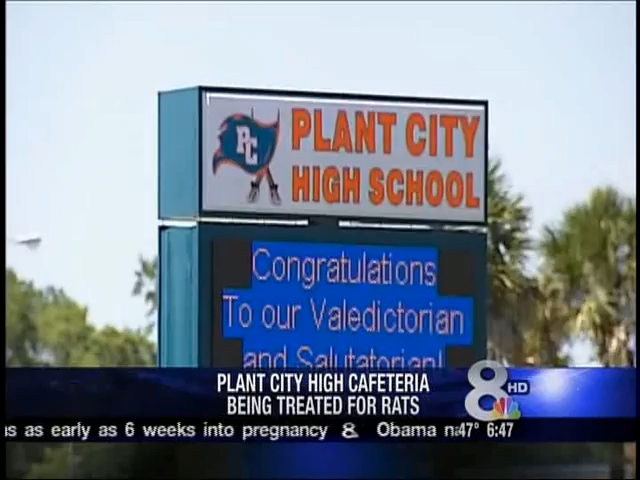 PC
PLANT CITY
HIGH SCHOOL
Congratulations
To our Valedictorian
and Salutatorian!
PLANT CITY HIGH CAFETERIA
BEING TREATED FOR RATS
8 HD
as early as 6 weeks into pregnancy 8 Obama 47° 6:47